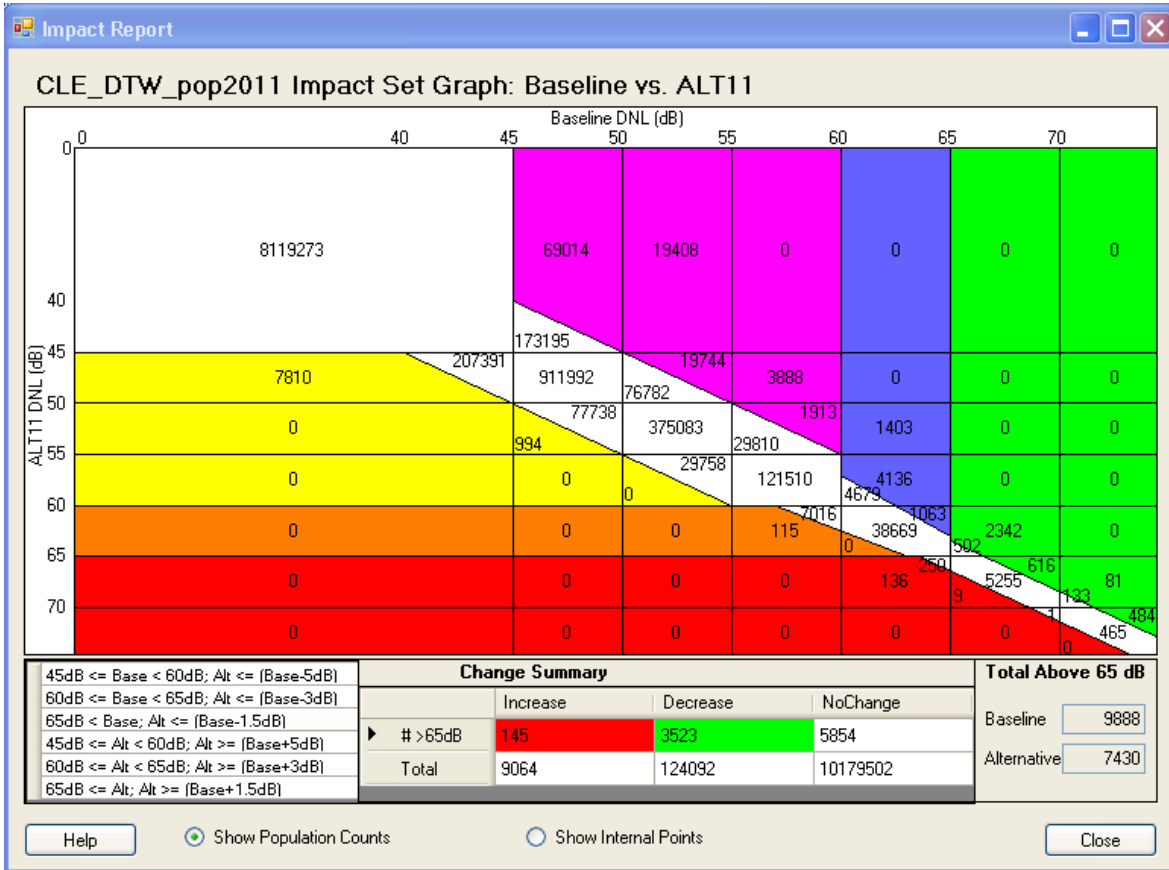 Impact Report
CLE_DTW_pop2011 Impact Set Graph: Baseline vs. ALT11
Baseline DNL (dB)
0 40 45 50 55 60 65 70
0
8119273 69014 19408 0 0 0 0
40
173195
ALT11 DNL (dB)
45
207391 19744
7810 911992 3888 0 0 0
76782
50
77738 1913
0 375083 1403 0 0
994 29810
55
29758
0 0 121510 4136 0 0
0 4679
60
7016 1063
0 0 0 115 38669 2342 0
0 502
65
250 616
0 0 0 0 136 5255 81
9 133
70
1 484
0 0 0 0 0 0 465
0
45dB <= Base < 60dB; Alt <= (Base-5dB)
60dB <= Base < 65dB; Alt <= (Base-3dB)
65dB < Base; Alt <= (Base-1.5dB)
45dB <= Alt < 60dB; Alt >= (Base+5dB)
60dB <= Alt < 65dB; Alt >= (Base+3dB)
65dB <= Alt; Alt >= (Base+1.5dB)
Change Summary
Increase Decrease NoChange
# >65dB 145 3523 5854
Total 9064 124092 10179502
Total Above 65 dB
Baseline 9888
Alternative 7430
Help Show Population Counts Show Internal Points Close